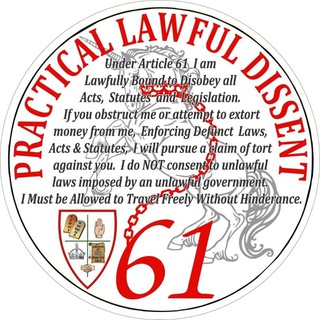 PRACTICAL LAWFUL DISSENT
Under Article 61 I am
Lawfully Bound to Disobey all
Acts, Statutes and Legislation.
If you obstruct me or attempt to extort
money from me, Enforcing Defunct Laws,
Acts & Statutes, I will pursue a claim of tort
against you. I do NOT consent to unlawful
laws imposed by an unlawful government.
I Must be Allowed to Travel Freely Without Hinderance.
61